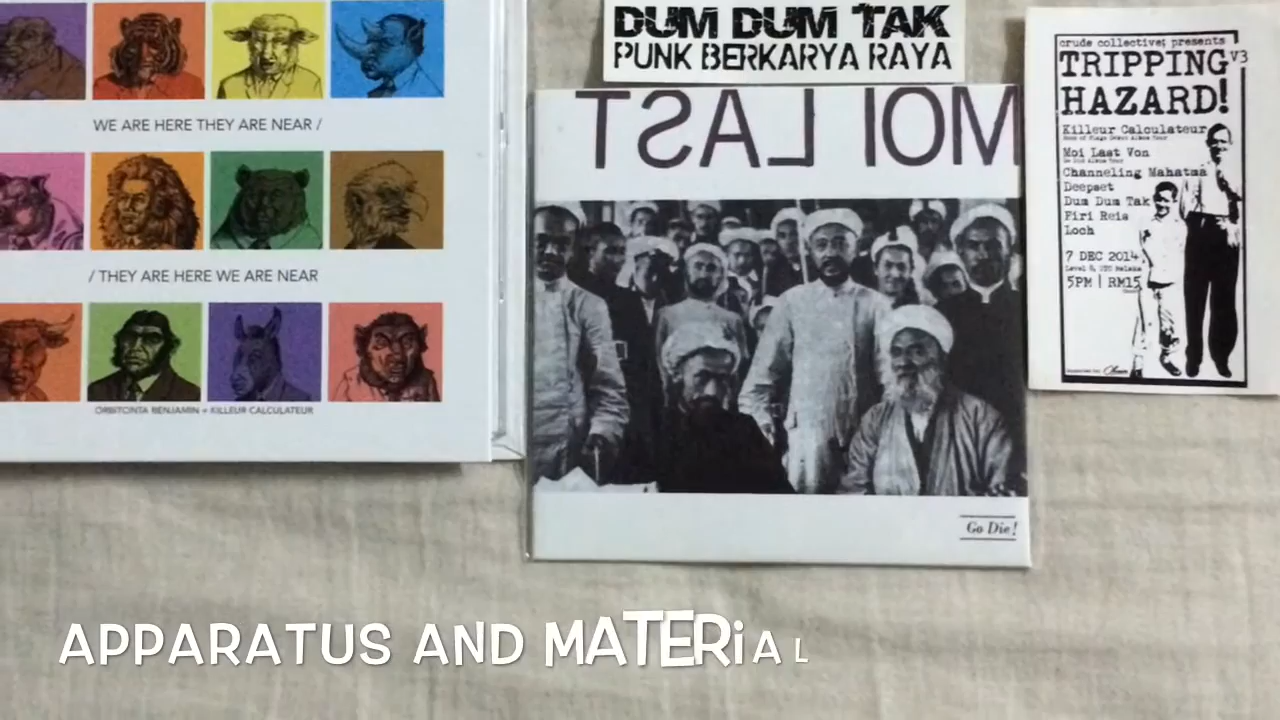 WE ARE HERE THEY ARE NEAR /
/ THEY ARE HERE WE ARE NEAR
ORBITCINTA BENJAMIN + KILLEUR CALCULATEUR
DUM DUM TAK
PUNK BERKARYA RAYA
MOI LAST
Go Die!
crude collective; presents
TRIPPING V3
HAZARD!
Killeur Calculateur
Moi Last Von
Channeling Mahatma
Deepset
Dum Dum Tak
Firi Reis
Loch
7 DEC 2014
5PM | RM15
APPARATUS AND MATERiAL